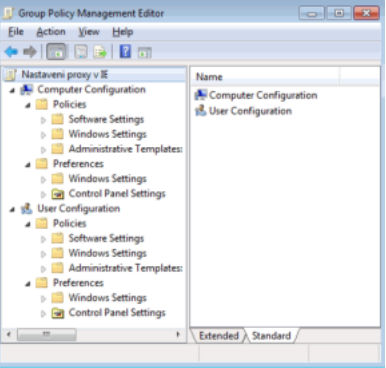 Group Policy Management Editor
File Action View Help
Nastaveni proxy v IE
Computer Configuration
Policies
Software Settings
Windows Settings
Administrative Templates:
Preferences
Windows Settings
Control Panel Settings
User Configuration
Policies
Software Settings
Windows Settings
Administrative Templates:
Preferences
Windows Settings
Control Panel Settings
Name
Computer Configuration
User Configuration
Extended Standard